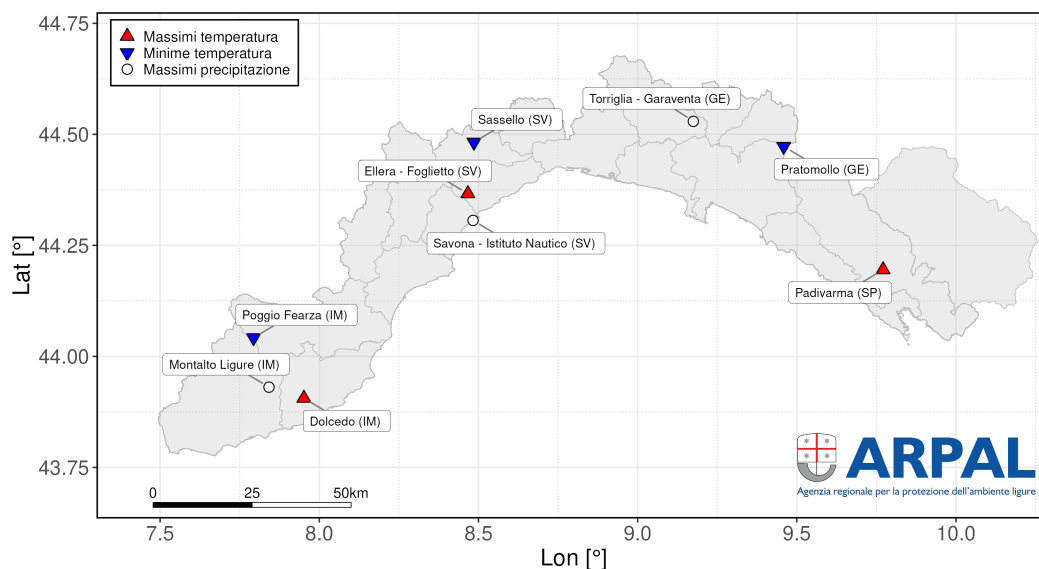 44.75
Massimi temperatura
Minime temperatura
Massimi precipitazione
Torriglia - Garaventa (GE)
Sassello (SV)
44.50
Ellera - Foglietto (SV)
Pratomollo (GE)
Savona - Istituto Nautico (SV)
44.25
Lat [°]
Padivarma (SP)
Poggio Fearza (IM)
44.00
Montalto Ligure (IM)
Dolcedo (IM)
43.75
ARPAL
Agenzia regionale per la protezione dell'ambiente ligure
0 25 50km
7.5 8.0 8.5 9.0 9.5 10.0
Lon [°]